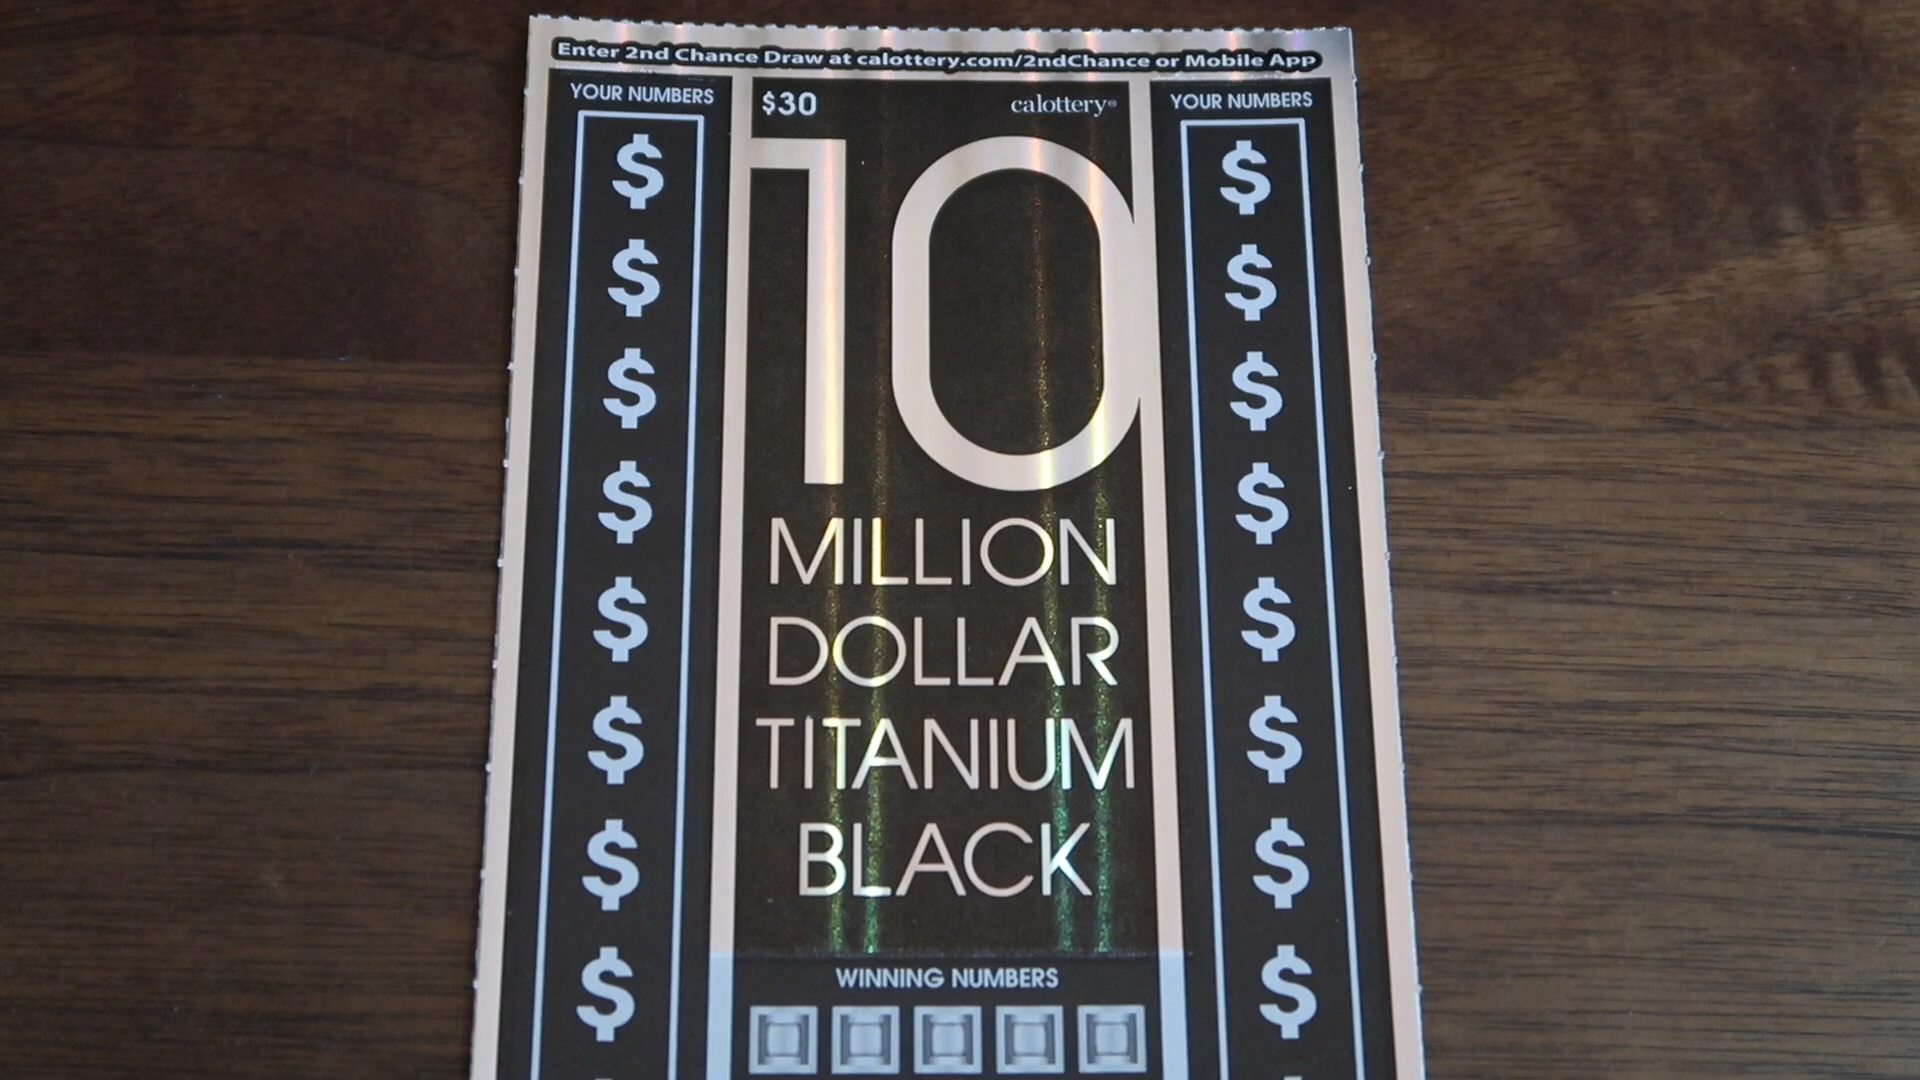 Enter 2nd Chance Draw at calottery.com/2ndChance or Mobile App
YOUR NUMBERS
$
$
$
$
$
$
$
$
$30
calottery
10
MILLION
DOLLAR
TITANIUM
BLACK
WINNING NUMBERS
YOUR NUMBERS
$
$
$
$
$
$
$
$